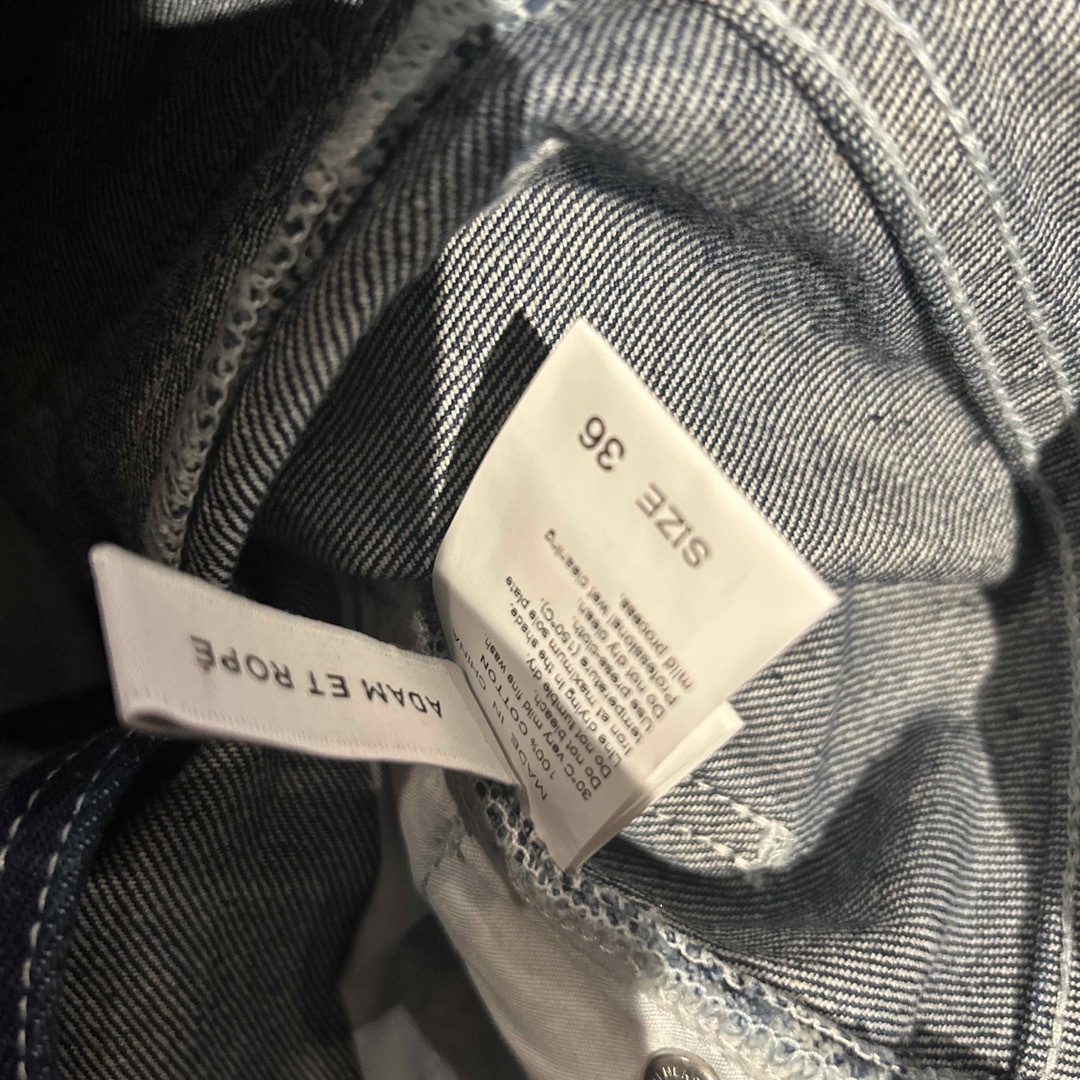 ADAM ET ROPÉ
MADE IN CHINA
100% COTTON
30°C very mild fine wash.
Do not bleach.
Do not tumble dry.
Line drying in the shade.
Iron at maximum sole plate
temperature (150°C).
Use press-cloth.
Do not dry clean.
Professional wet cleaning
mild process.
SIZE 36